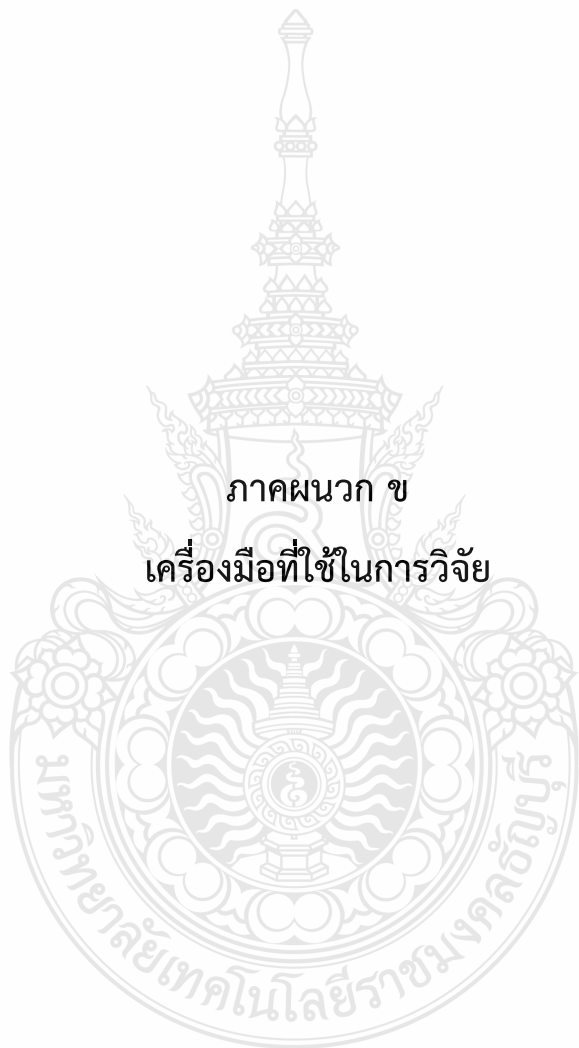 ภาคผนวก ข
เครื่องมือที่ใช้ในการวิจัย
มหาวิทยาลัยเทคโนโลยีราชมงคลธัญบุรี